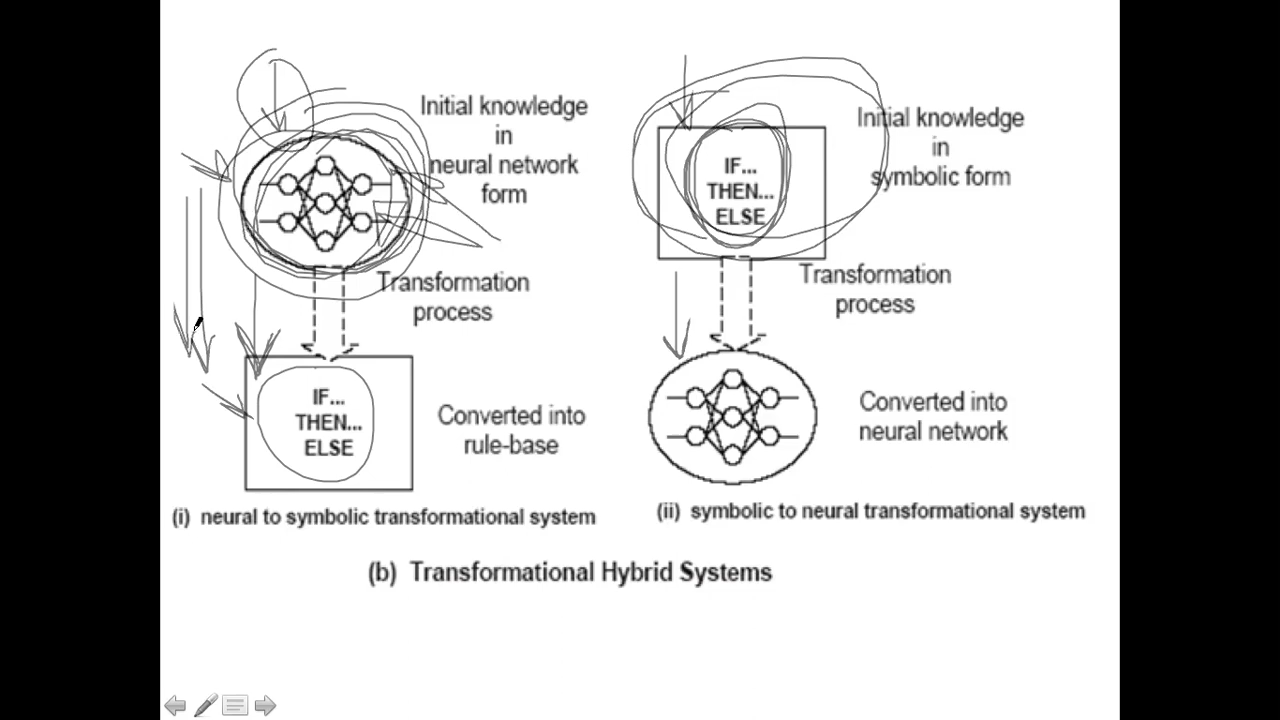 Initial knowledge
in
neural network
form
IF...
THEN...
ELSE
Initial knowledge
in
symbolic form
Transformation
process
Transformation
process
IF...
THEN...
ELSE
Converted into
rule-base
Converted into
neural network
(i) neural to symbolic transformational system
(ii) symbolic to neural transformational system
(b) Transformational Hybrid Systems